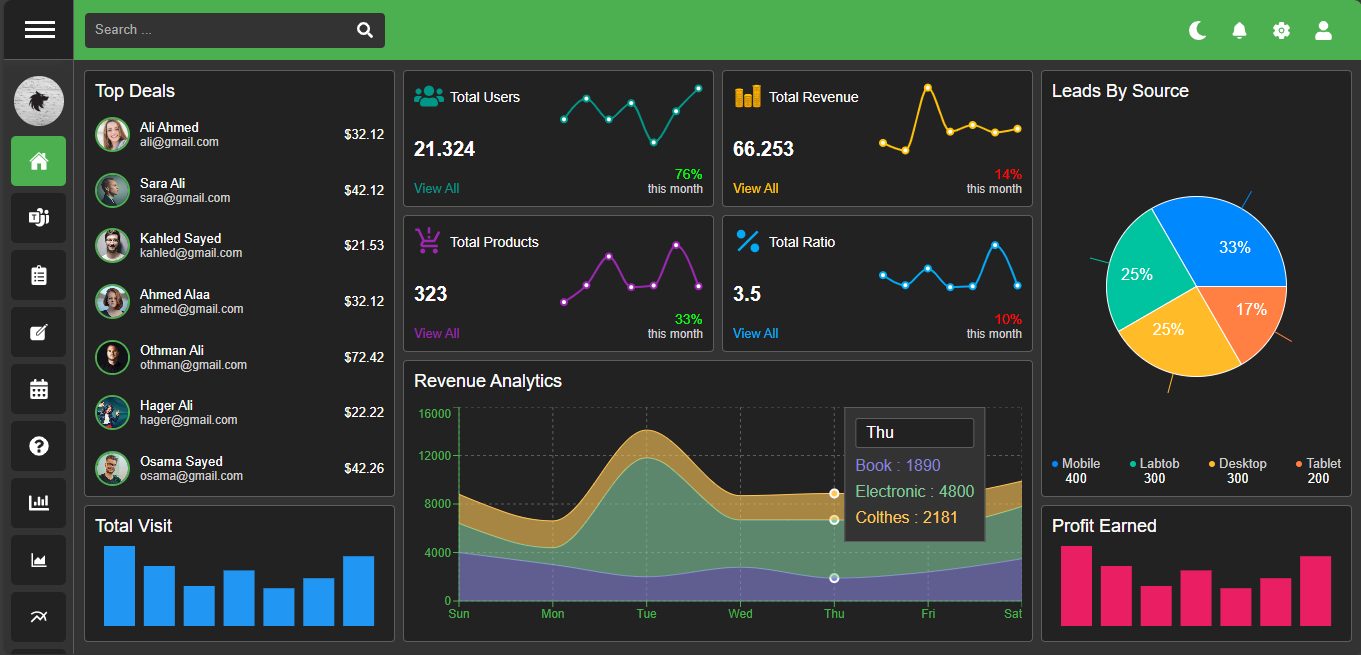 Search ...
Top Deals
Ali Ahmed
ali@gmail.com
$32.12
Sara Ali
sara@gmail.com
$42.12
Kahled Sayed
kahled@gmail.com
$21.53
Ahmed Alaa
ahmed@gmail.com
$32.12
Othman Ali
othman@gmail.com
$72.42
Hager Ali
hager@gmail.com
$22.22
Osama Sayed
osama@gmail.com
$42.26
Total Visit
Total Users
21.324
View All
76%
this month
Total Revenue
66.253
View All
14%
this month
Total Products
323
View All
33%
this month
Total Ratio
3.5
View All
10%
this month
Revenue Analytics
16000
12000
8000
4000
0
Sun Mon Tue Wed Thu Fri Sat
Thu
Book : 1890
Electronic : 4800
Colthes : 2181
Leads By Source
33%
25%
17%
25%
Mobile Labtob Desktop Tablet
400 300 300 200
Profit Earned